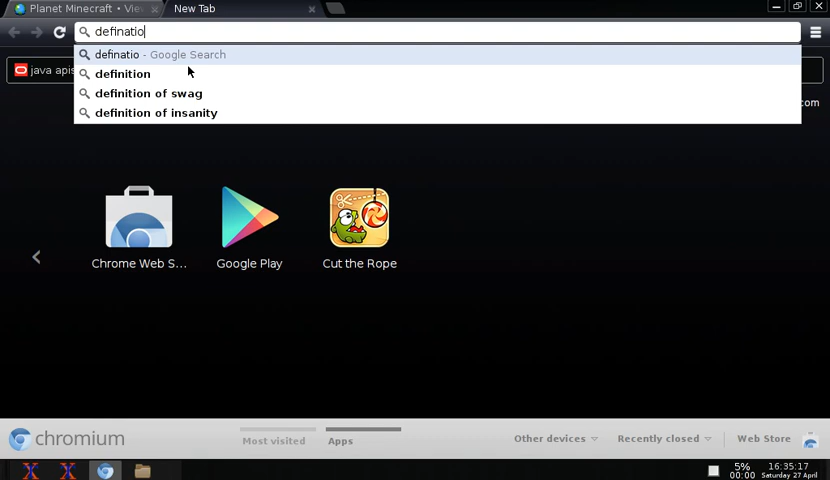 Planet Minecraft • Vie
New Tab
definatio
definatio - Google Search
definition
definition of swag
definition of insanity
java apis
com
Chrome Web S...
Google Play
Cut the Rope
chromium
Most visited
Apps
Other devices
Recently closed
Web Store
5%
00:00
16:35:17
Saturday 27 April